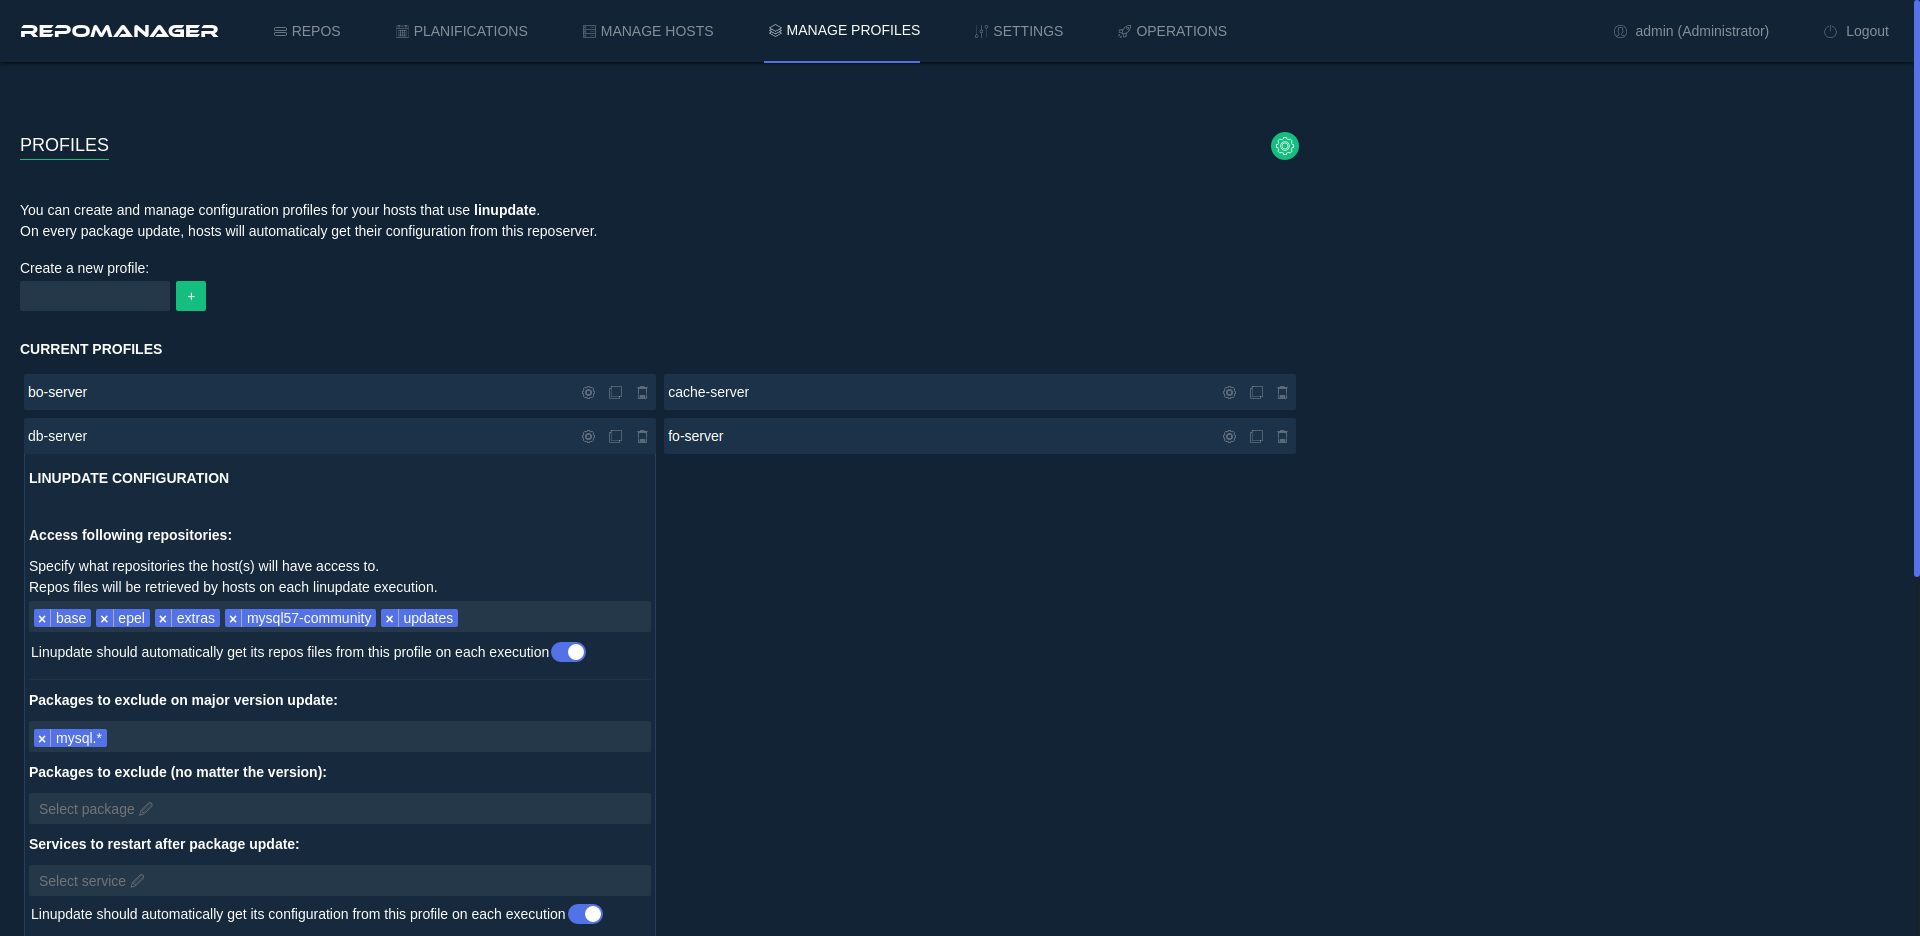 REPOMANAGER
REPOS
PLANIFICATIONS
MANAGE HOSTS
MANAGE PROFILES
SETTINGS
OPERATIONS
admin (Administrator)
Logout
PROFILES
You can create and manage configuration profiles for your hosts that use linupdate.
On every package update, hosts will automaticaly get their configuration from this reposerver.
Create a new profile:
+
CURRENT PROFILES
bo-server
cache-server
db-server
fo-server
LINUPDATE CONFIGURATION
Access following repositories:
Specify what repositories the host(s) will have access to.
Repos files will be retrieved by hosts on each linupdate execution.
× base × epel × extras × mysql57-community × updates
Linupdate should automatically get its repos files from this profile on each execution
Packages to exclude on major version update:
× mysql.*
Packages to exclude (no matter the version):
Select package
Services to restart after package update:
Select service
Linupdate should automatically get its configuration from this profile on each execution